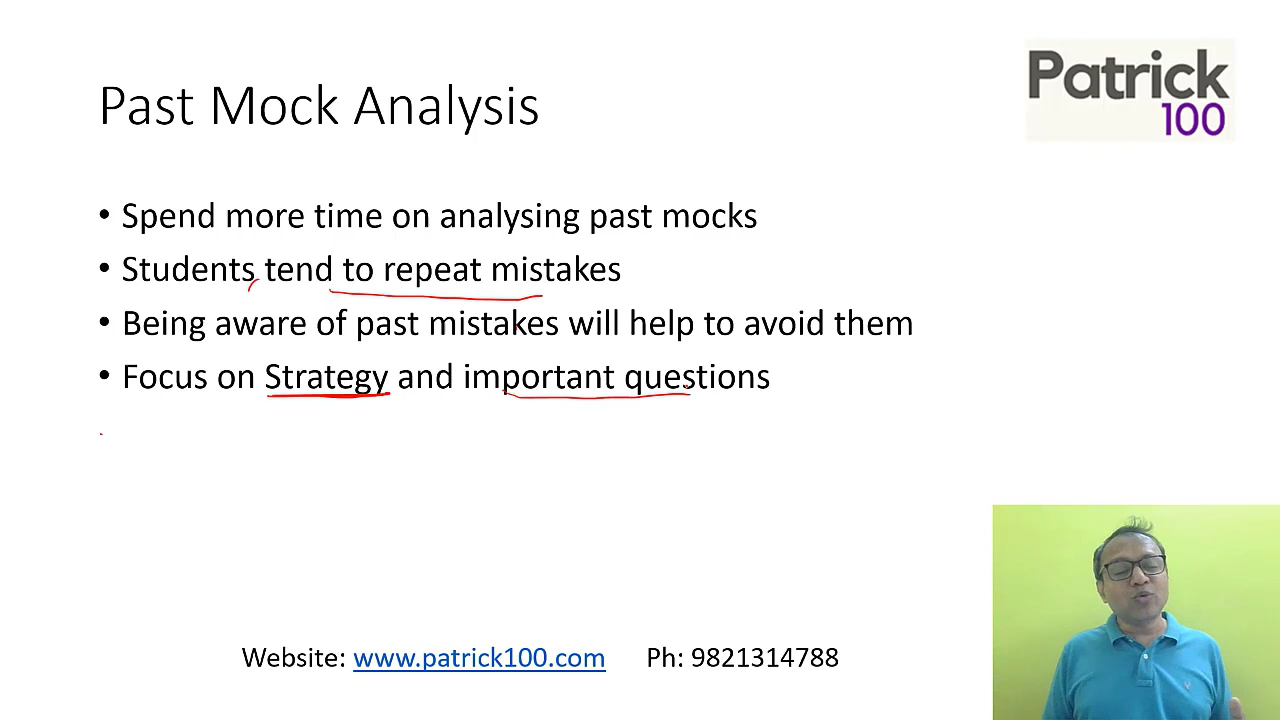 Past Mock Analysis
Patrick
100
• Spend more time on analysing past mocks
• Students tend to repeat mistakes
• Being aware of past mistakes will help to avoid them
• Focus on Strategy and important questions
Website: www.patrick100.com Ph: 9821314788